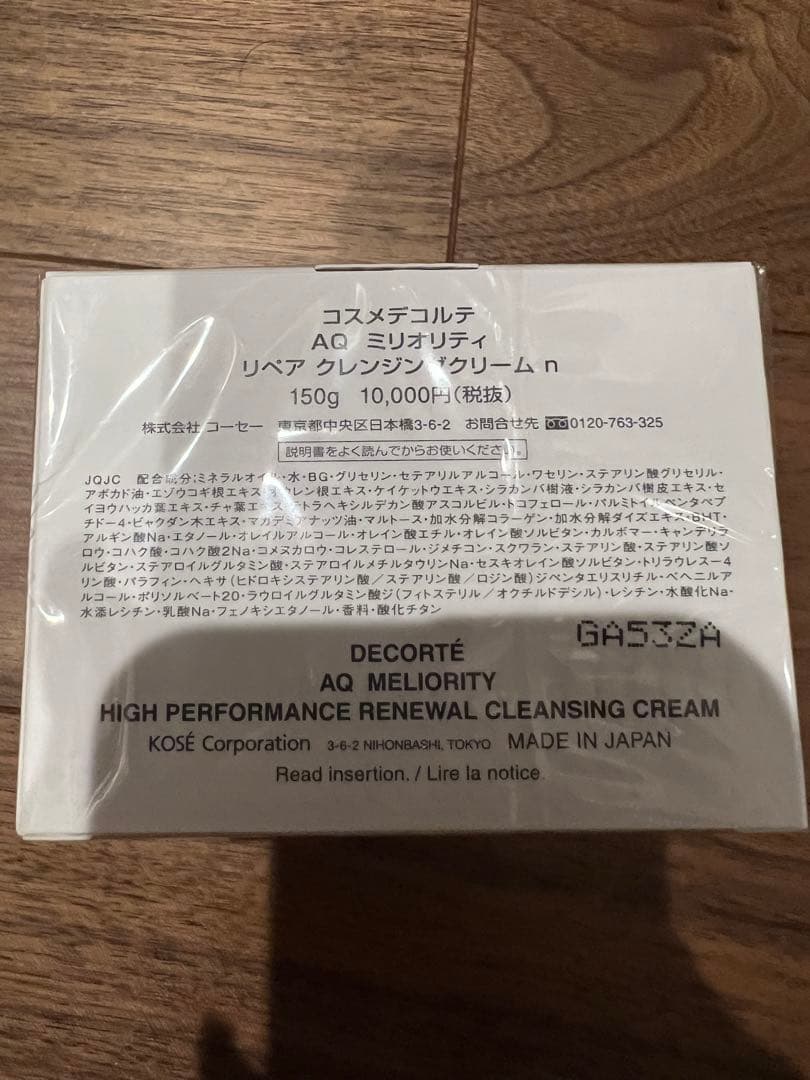 コスメデコルテ
AQ ミリオリティ
リペア クレンジングクリーム n
150g 10,000円(税抜)
株式会社 コーセー 東京都中央区日本橋3-6-2 お問合せ先 0120-763-325
説明書をよく読んでからお使いください。
JQJC 配合成分:ミネラルオイル・水・BG・グリセリン・セテアリルアルコール・ワセリン・ステアリン酸グリセリル・
アボカド油・エゾウコギ根エキス・オウレン根エキス・ケイケットウエキス・シラカンバ樹液・シラカンバ樹皮エキス・セ
イヨウハッカ葉エキス・チャ葉エキス・テトラヘキシルデカン酸アスコルビル・トコフェロール・パルミトイルペンタペプ
チド-4・ビャクダン木エキス・マカデミアナッツ油・マルトース・加水分解コラーゲン・加水分解ダイズエキス・BHT・
アルギン酸Na・エタノール・オレイルアルコール・オレイン酸エチル・オレイン酸ソルビタン・カルボマー・キャンデリラ
ロウ・コハク酸・コハク酸2Na・コメヌカロウ・コレステロール・ジメチコン・スクワラン・ステアリン酸・ステアリン酸ソ
ルビタン・ステアロイルグルタミン酸・ステアロイルメチルタウリンNa・セスキオレイン酸ソルビタン・トリラウレス-4
リン酸・パラフィン・ヘキサ(ヒドロキシステアリン酸/ステアリン酸/ロジン酸)ジペンタエリスリチル・ベヘニルア
ルコール・ポリソルベート20・ラウロイルグルタミン酸ジ(フィトステリル/オクチルドデシル)・レシチン・水酸化Na・
水添レシチン・乳酸Na・フェノキシエタノール・香料・酸化チタン
GA53ZA
DECORTÉ
AQ MELIORITY
HIGH PERFORMANCE RENEWAL CLEANSING CREAM
KOSÉ Corporation 3-6-2 NIHONBASHI, TOKYO MADE IN JAPAN
Read insertion. / Lire la notice